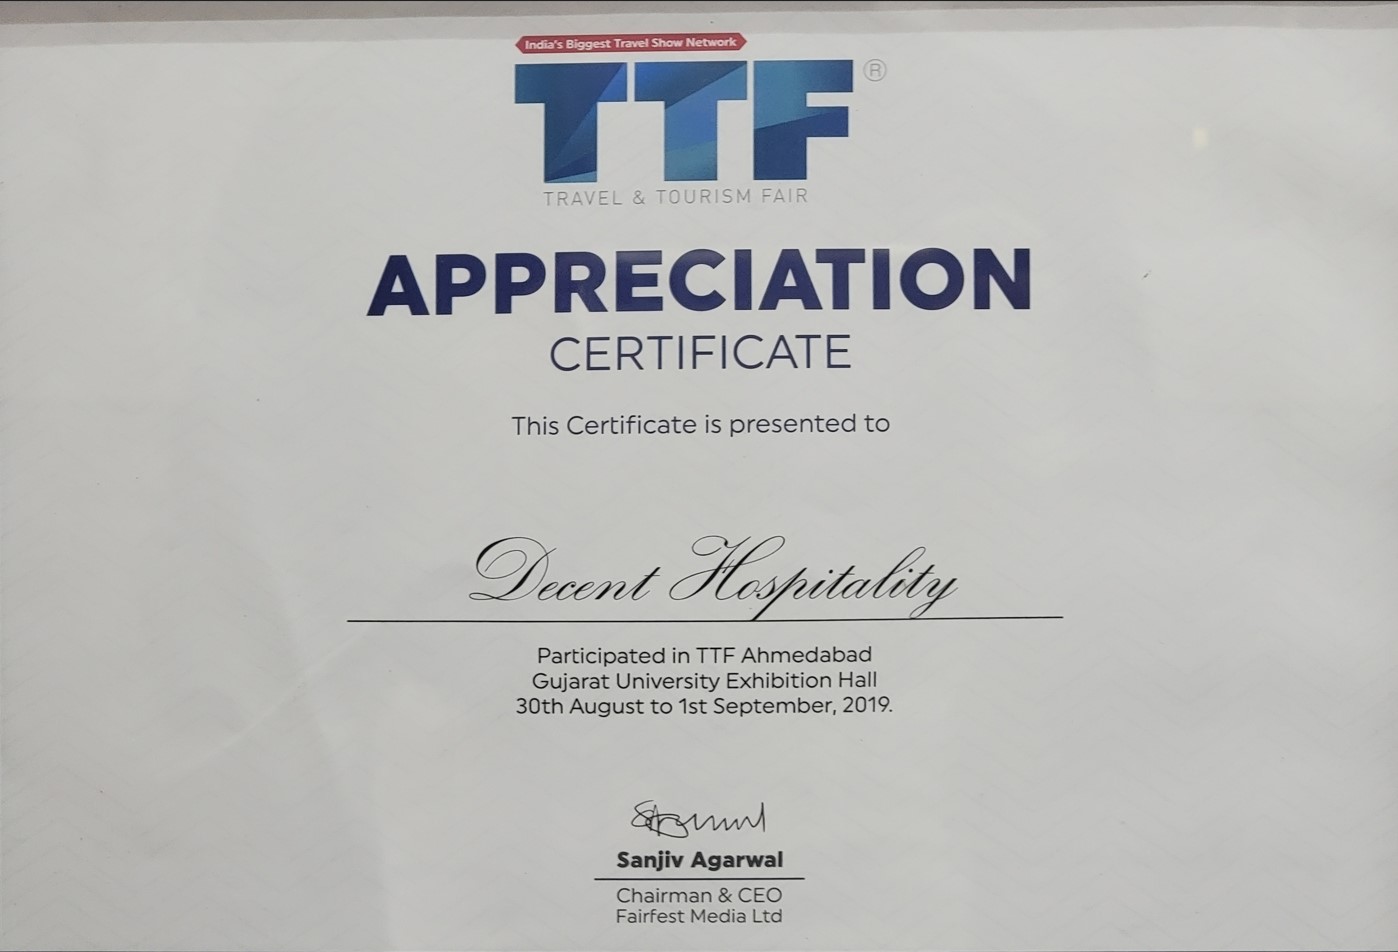 India's Biggest Travel Show Network
TTF®
TRAVEL & TOURISM FAIR
APPRECIATION
CERTIFICATE
This Certificate is presented to
Decent Hospitality
Participated in TTF Ahmedabad
Gujarat University Exhibition Hall
30th August to 1st September, 2019.
Sanjiv Agarwal
Chairman & CEO
Fairfest Media Ltd